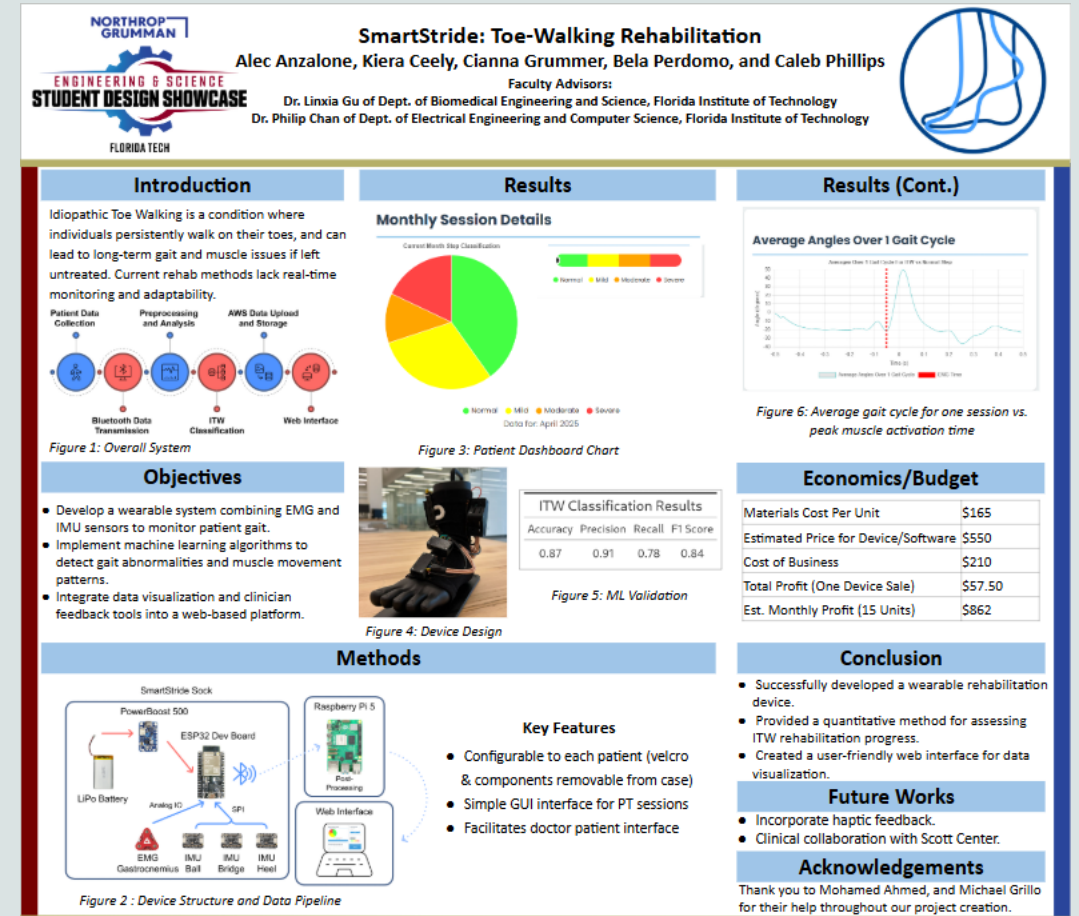 NORTHROP
GRUMMAN
ENGINEERING & SCIENCE
STUDENT DESIGN SHOWCASE
FLORIDA TECH
SmartStride: Toe-Walking Rehabilitation
Alec Anzalone, Kiera Ceely, Cianna Grummer, Bela Perdomo, and Caleb Phillips
Faculty Advisors:
Dr. Linxia Gu of Dept. of Biomedical Engineering and Science, Florida Institute of Technology
Dr. Philip Chan of Dept. of Electrical Engineering and Computer Science, Florida Institute of Technology
Introduction
Idiopathic Toe Walking is a condition where
individuals persistently walk on their toes, and can
lead to long-term gait and muscle issues if left
untreated. Current rehab methods lack real-time
monitoring and adaptability.
Patient Data
Collection
Preprocessing
and Analysis
AWS Data Upload
and Storage
Bluetooth Data
Transmission
ITW
Classification
Web Interface
Figure 1: Overall System
Objectives
• Develop a wearable system combining EMG and
IMU sensors to monitor patient gait.
• Implement machine learning algorithms to
detect gait abnormalities and muscle movement
patterns.
• Integrate data visualization and clinician
feedback tools into a web-based platform.
Results
Monthly Session Details
Current Month Step Classification
Normal Mild Moderate Severe
Normal Mild Moderate Severe
Data for: April 2025
Figure 3: Patient Dashboard Chart
Figure 4: Device Design
ITW Classification Results
Accuracy Precision Recall F1 Score
0.87 0.91 0.78 0.84
Figure 5: ML Validation
Methods
SmartStride Sock
PowerBoost 500
ESP32 Dev Board
LiPo Battery
Analog IO
SPI
EMG
Gastrocnemius
IMU
Ball
IMU
Bridge
IMU
Heel
Raspberry Pi 5
Post-
Processing
Web Interface
Figure 2 : Device Structure and Data Pipeline
Key Features
• Configurable to each patient (velcro
& components removable from case)
• Simple GUI interface for PT sessions
• Facilitates doctor patient interface
Results (Cont.)
Average Angles Over 1 Gait Cycle
Time (s)
Average Angles Over 1 Gait Cycle EMG Time
Figure 6: Average gait cycle for one session vs.
peak muscle activation time
Economics/Budget
Materials Cost Per Unit $165
Estimated Price for Device/Software $550
Cost of Business $210
Total Profit (One Device Sale) $57.50
Est. Monthly Profit (15 Units) $862
Conclusion
• Successfully developed a wearable rehabilitation
device.
• Provided a quantitative method for assessing
ITW rehabilitation progress.
• Created a user-friendly web interface for data
visualization.
Future Works
• Incorporate haptic feedback.
• Clinical collaboration with Scott Center.
Acknowledgements
Thank you to Mohamed Ahmed, and Michael Grillo
for their help throughout our project creation.